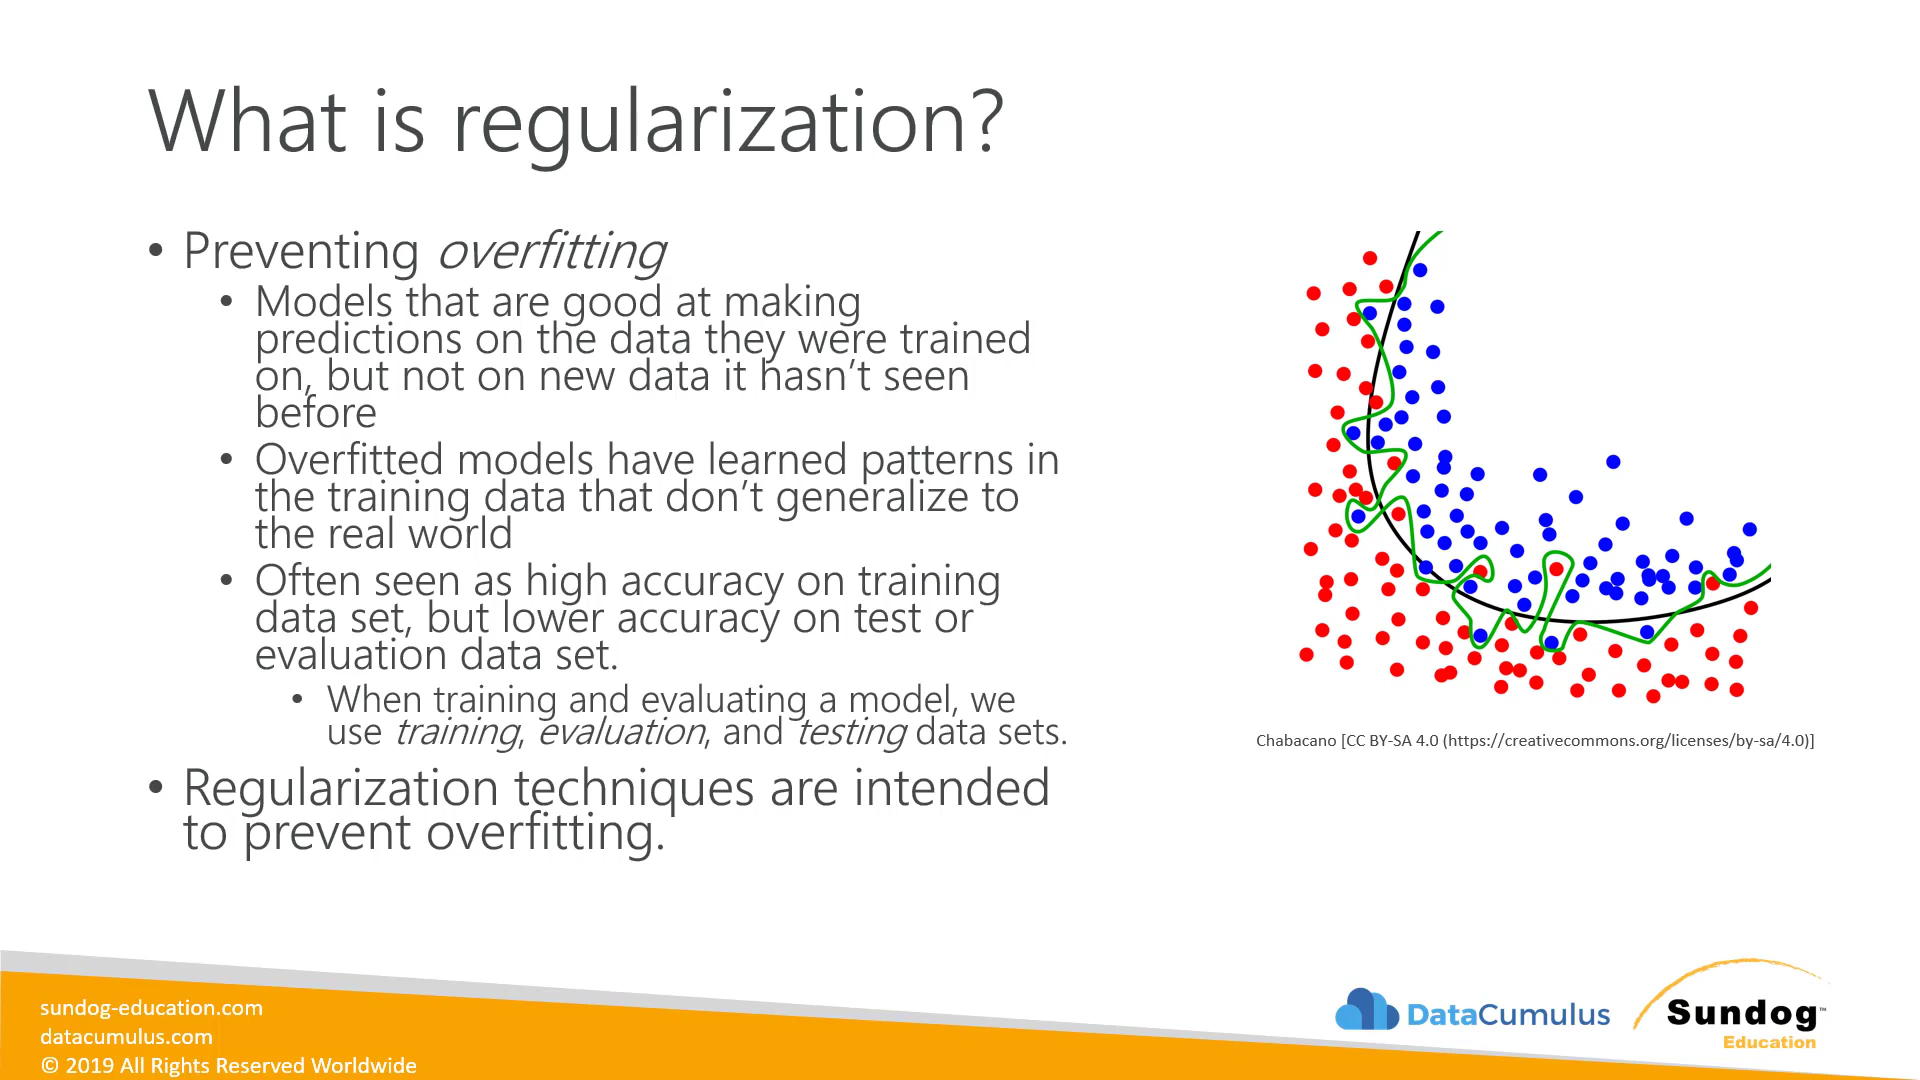 What is regularization?
• Preventing overfitting
• Models that are good at making
predictions on the data they were trained
on, but not on new data it hasn’t seen
before
• Overfitted models have learned patterns in
the training data that don’t generalize to
the real world
• Often seen as high accuracy on training
data set, but lower accuracy on test or
evaluation data set.
• When training and evaluating a model, we
use training, evaluation, and testing data sets.
• Regularization techniques are intended
to prevent overfitting.
Chabacano [CC BY-SA 4.0 (https://creativecommons.org/licenses/by-sa/4.0)]
sundog-education.com
datacumulus.com
© 2019 All Rights Reserved Worldwide
DataCumulus
Sundog™
Education